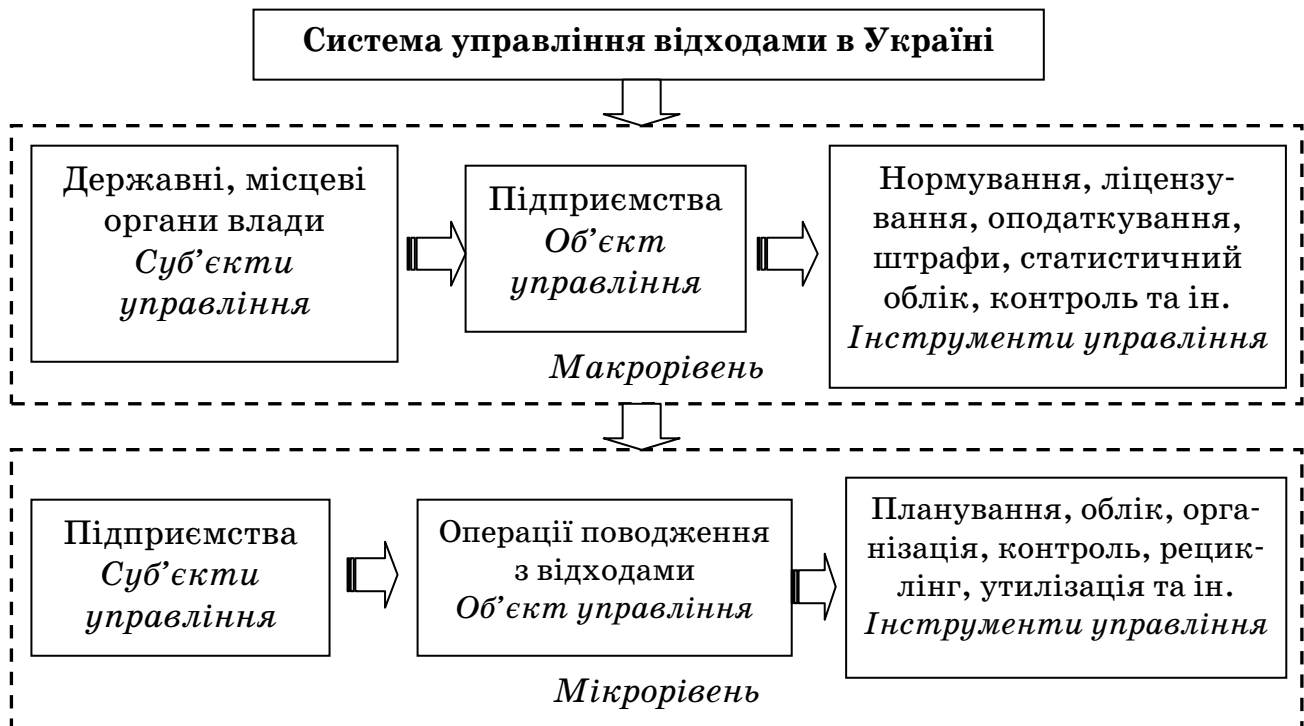 Система управління відходами в Україні
Державні, місцеві
органи влади
Суб’єкти
управління
Підприємства
Об’єкт
управління
Нормування, ліцензу-
вання, оподаткування,
штрафи, статистичний
облік, контроль та ін.
Інструменти управління
Макрорівень
Підприємства
Суб’єкти
управління
Операції поводження
з відходами
Об’єкт управління
Планування, облік, орга-
нізація, контроль, рецик-
лінг, утилізація та ін.
Інструменти управління
Мікрорівень